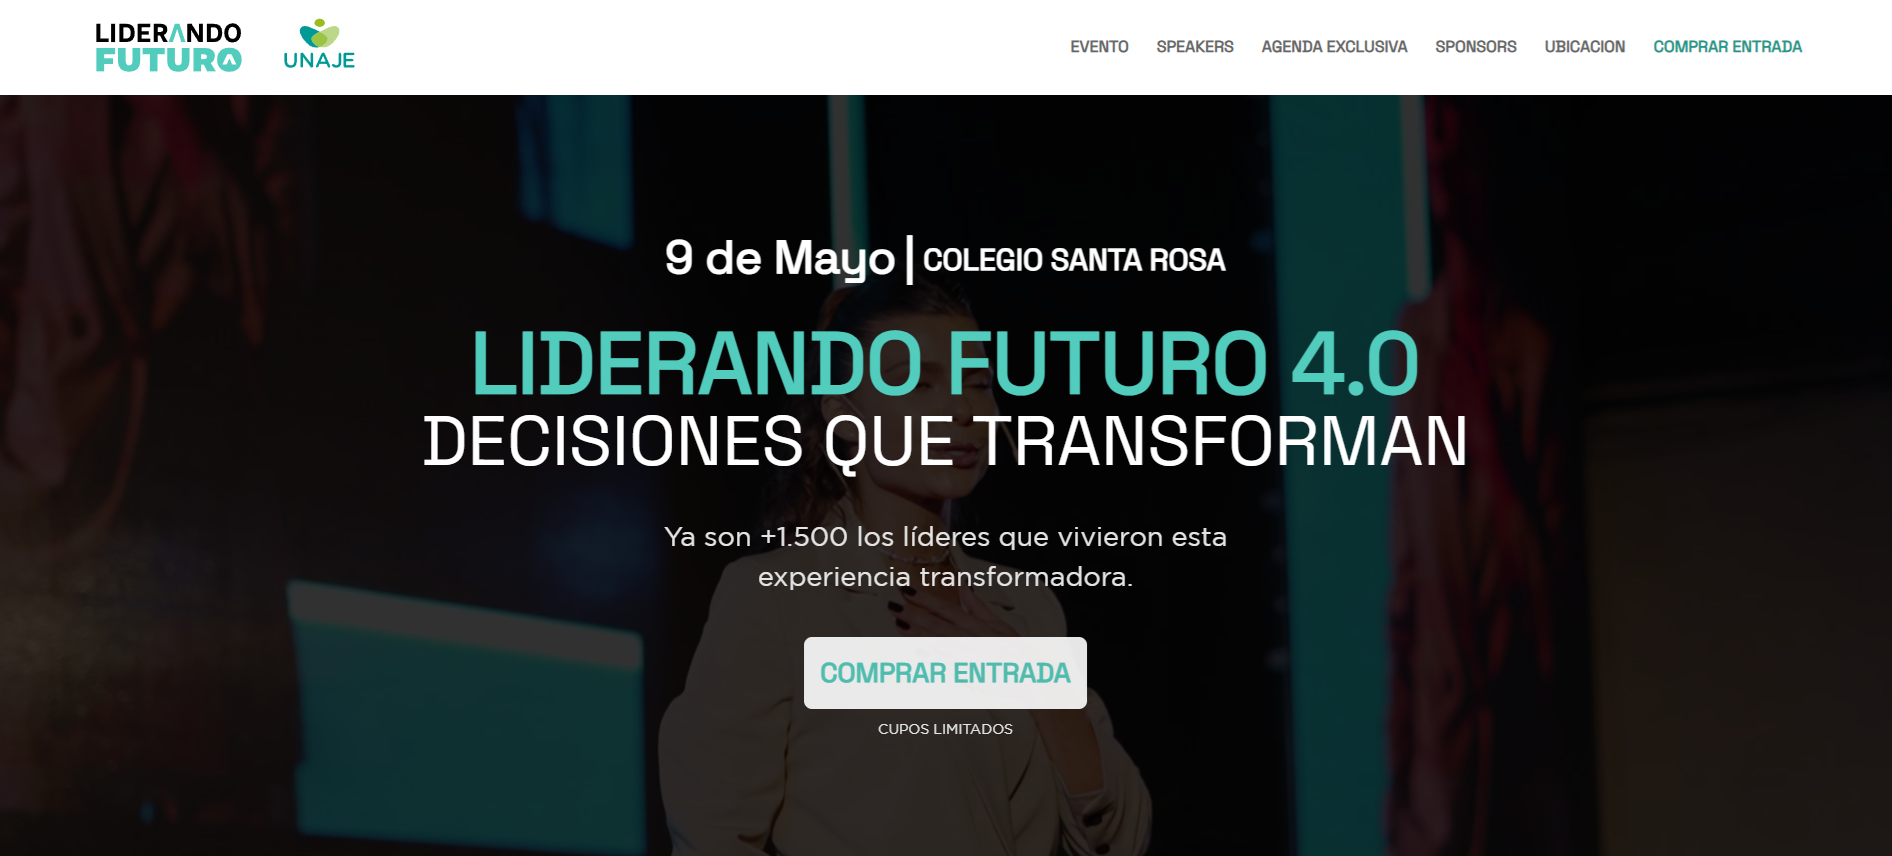 LIDERANDO
FUTURO
UNAJE
EVENTO
SPEAKERS
AGENDA EXCLUSIVA
SPONSORS
UBICACION
COMPRAR ENTRADA
9 de Mayo | COLEGIO SANTA ROSA
LIDERANDO FUTURO 4.0
DECISIONES QUE TRANSFORMAN
Ya son +1.500 los líderes que vivieron esta
experiencia transformadora.
COMPRAR ENTRADA
CUPOS LIMITADOS